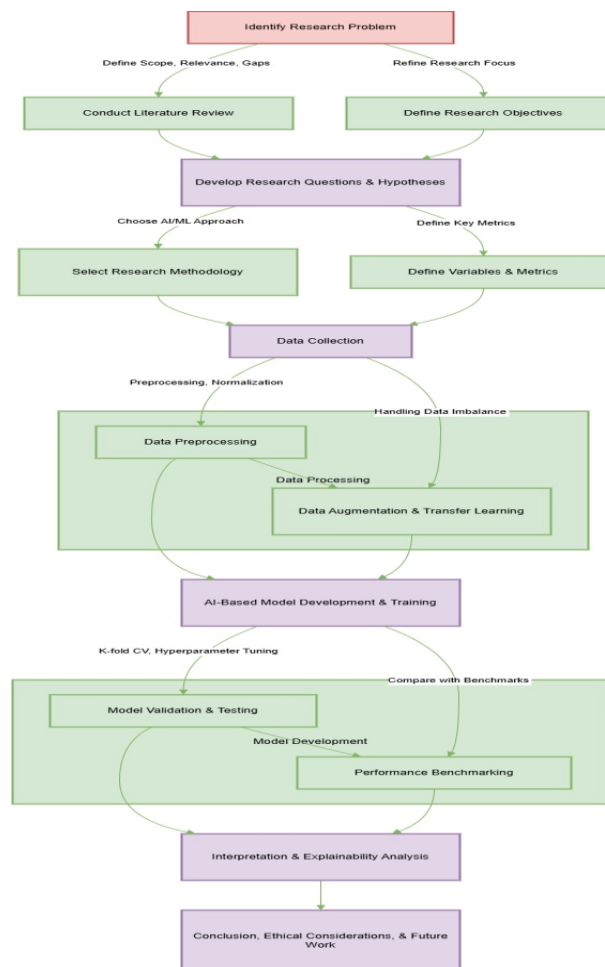 Identify Research Problem
Define Scope, Relevance, Gaps
Refine Research Focus
Conduct Literature Review
Define Research Objectives
Develop Research Questions & Hypotheses
Choose AI/ML Approach
Define Key Metrics
Select Research Methodology
Define Variables & Metrics
Data Collection
Preprocessing, Normalization
Handling Data Imbalance
Data Preprocessing
Data Processing
Data Augmentation & Transfer Learning
AI-Based Model Development & Training
K-fold CV, Hyperparameter Tuning
Compare with Benchmarks
Model Validation & Testing
Model Development
Performance Benchmarking
Interpretation & Explainability Analysis
Conclusion, Ethical Considerations, & Future
Work